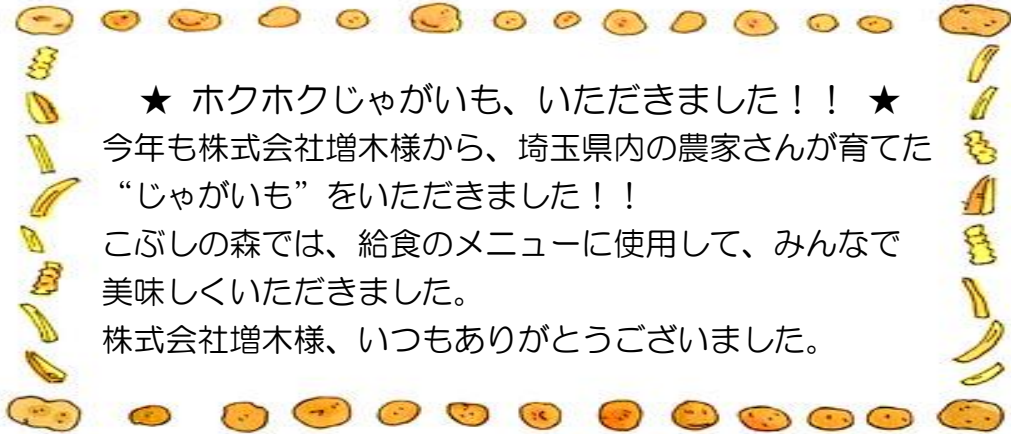 ★ ホクホクじゃがいも、いただきました！！ ★
今年も株式会社増木様から、埼玉県内の農家さんが育てた
“じゃがいも”をいただきました！！
こぶしの森では、給食のメニューに使用して、みんなで
美味しくいただきました。
株式会社増木様、いつもありがとうございました。